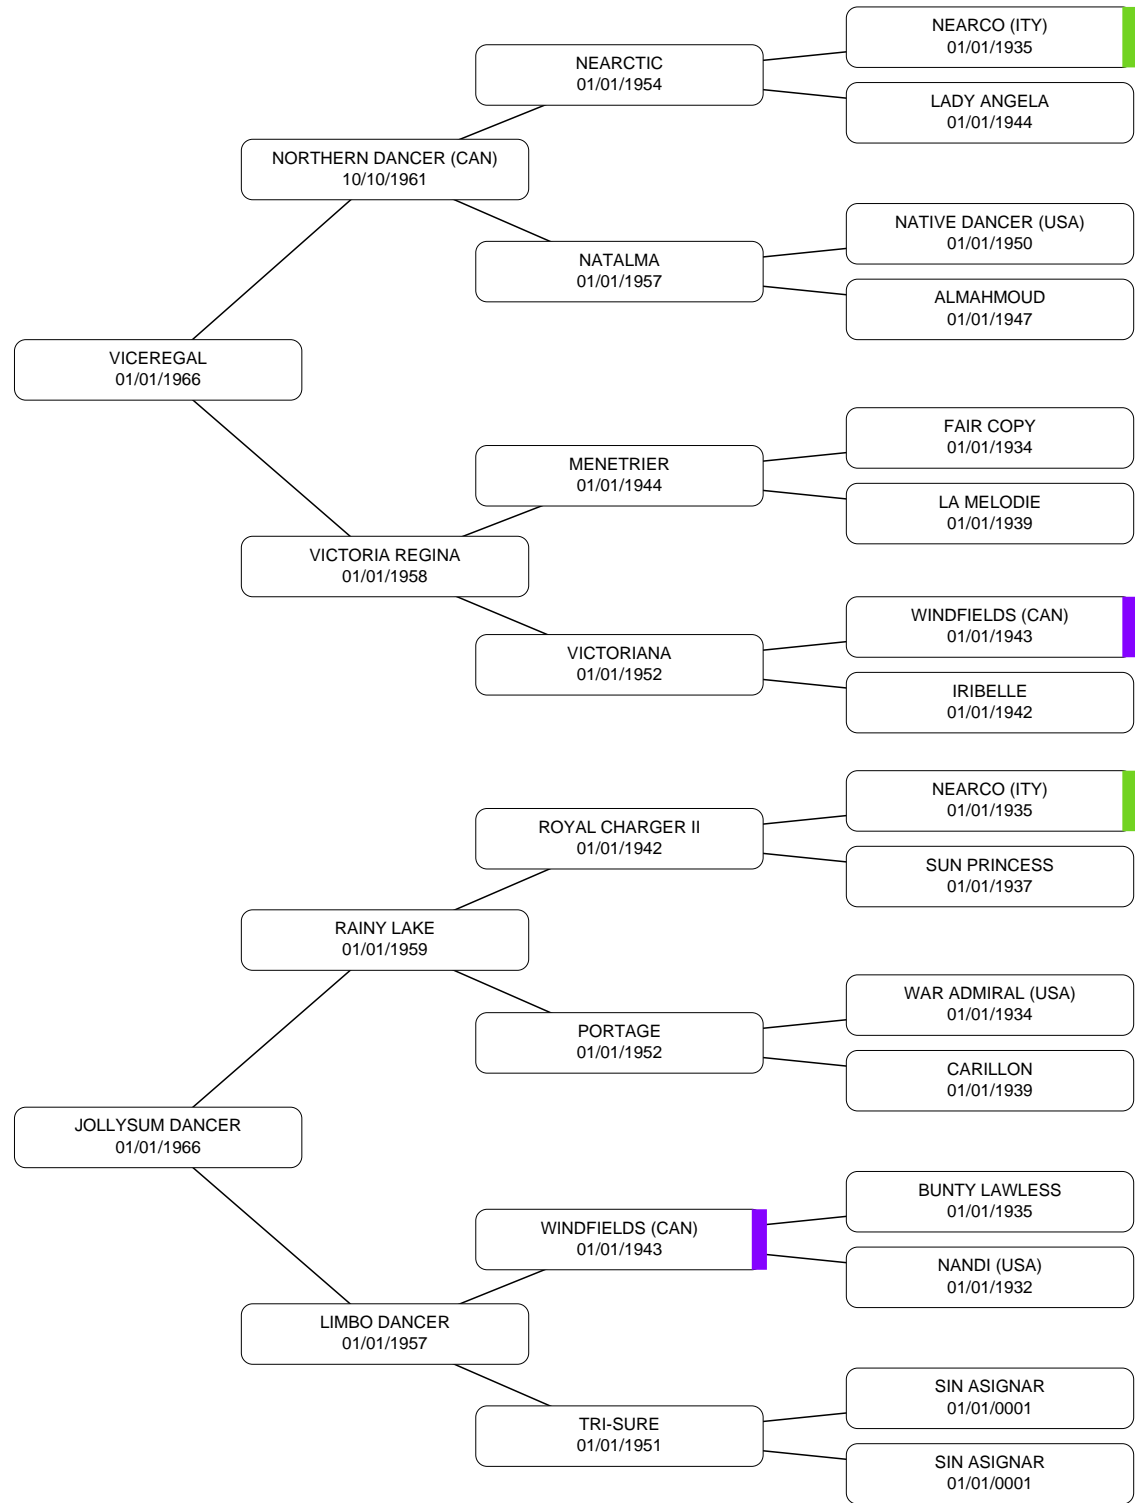 NEARCO (ITY)
01/01/1935
NEARCTIC
01/01/1954
LADY ANGELA
01/01/1944
NORTHERN DANCER (CAN)
10/10/1961
NATIVE DANCER (USA)
01/01/1950
NATALMA
01/01/1957
ALMAHMOUD
01/01/1947
VICEREGAL
01/01/1966
FAIR COPY
01/01/1934
MENETRIER
01/01/1944
LA MELODIE
01/01/1939
VICTORIA REGINA
01/01/1958
WINDFIELDS (CAN)
01/01/1943
VICTORIANA
01/01/1952
IRIBELLE
01/01/1942
NEARCO (ITY)
01/01/1935
ROYAL CHARGER II
01/01/1942
SUN PRINCESS
01/01/1937
RAINY LAKE
01/01/1959
WAR ADMIRAL (USA)
01/01/1934
PORTAGE
01/01/1952
CARILLON
01/01/1939
JOLLYSUM DANCER
01/01/1966
BUNTY LAWLESS
01/01/1935
WINDFIELDS (CAN)
01/01/1943
NANDI (USA)
01/01/1932
LIMBO DANCER
01/01/1957
SIN ASIGNAR
01/01/0001
TRI-SURE
01/01/1951
SIN ASIGNAR
01/01/0001